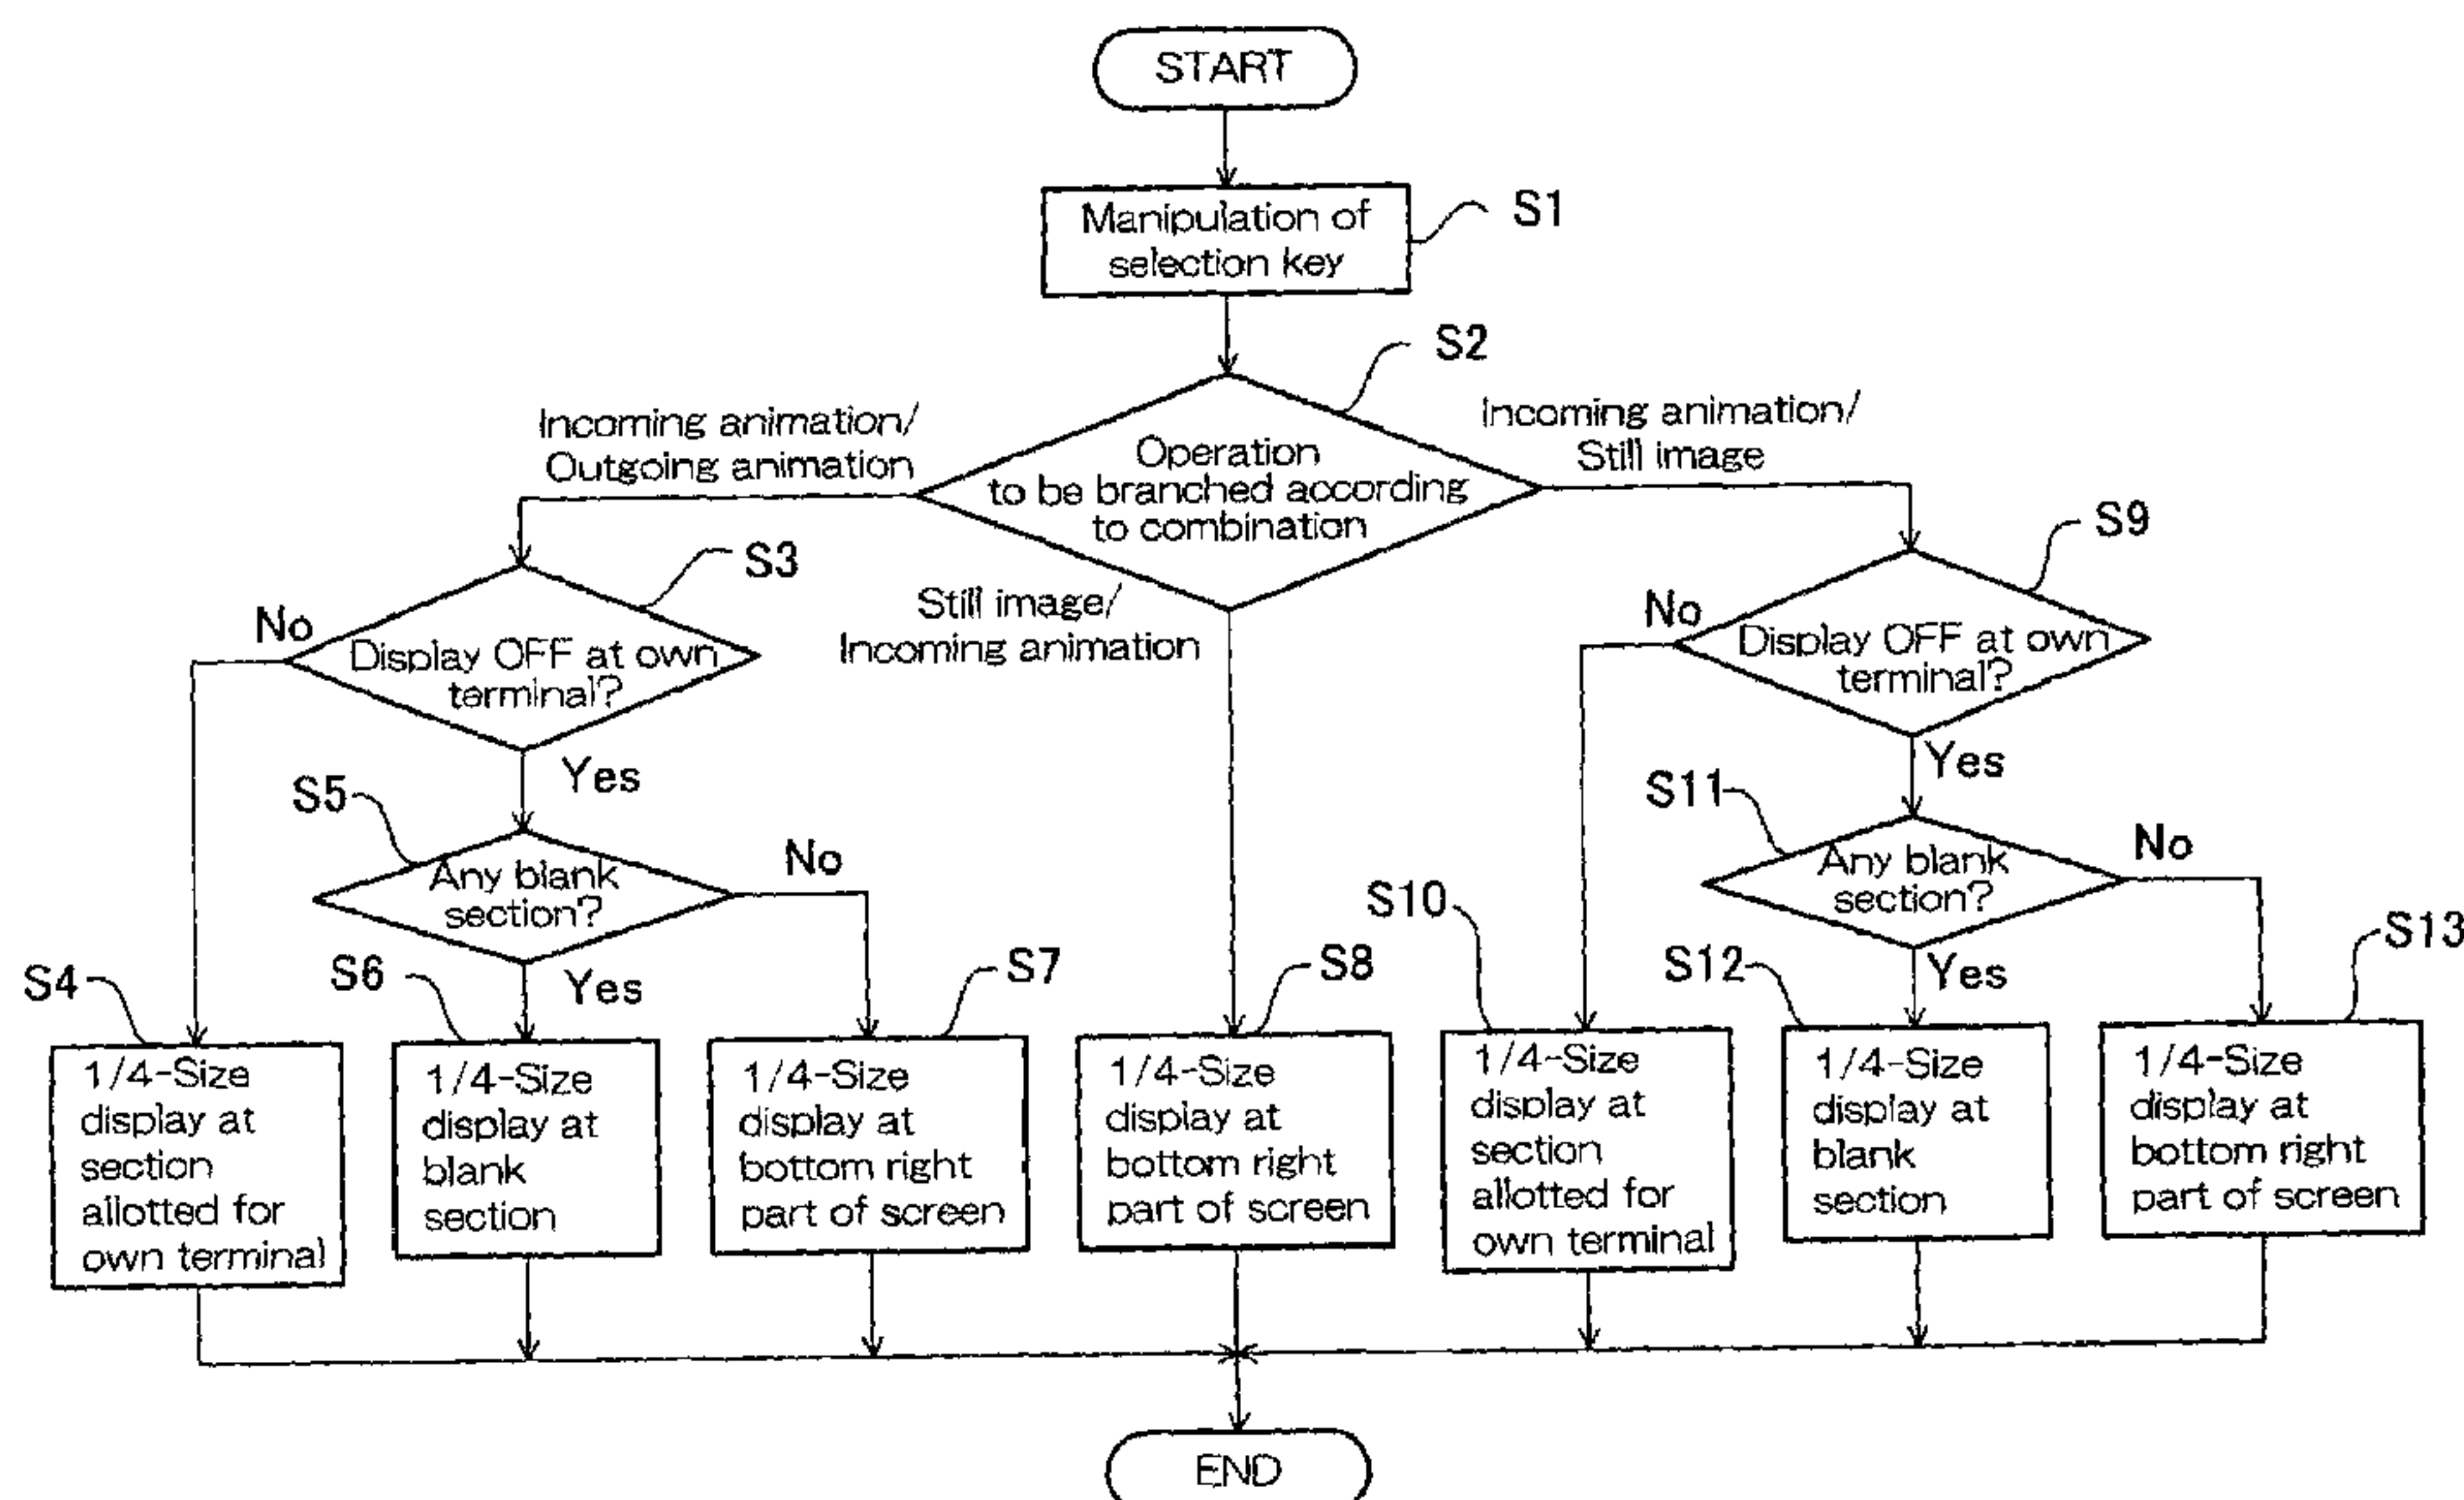 START
Manipulation of
selection key
S1
S2
Operation
to be branched according
to combination
Incoming animation/
Outgoing animation
Still image/
Incoming animation
Incoming animation/
Still image
S3
Display OFF at own
terminal?
No
Yes
S5
Any blank
section?
No
Yes
S9
Display OFF at own
terminal?
No
Yes
S11
Any blank
section?
No
Yes
S4
1/4-Size
display at
section
allotted for
own terminal
S6
1/4-Size
display at
blank
section
S7
1/4-Size
display at
bottom right
part of screen
S8
1/4-Size
display at
bottom right
part of screen
S10
1/4-Size
display at
section
allotted for
own terminal
S12
1/4-Size
display at
blank
section
S13
1/4-Size
display at
bottom right
part of screen
END